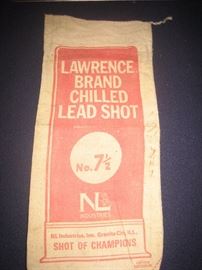 LAWRENCE
BRAND
CHILLED
LEAD SHOT
No. 7½
NL
INDUSTRIES
NL Industries, Inc. Granite City, ILL.
SHOT OF CHAMPIONS